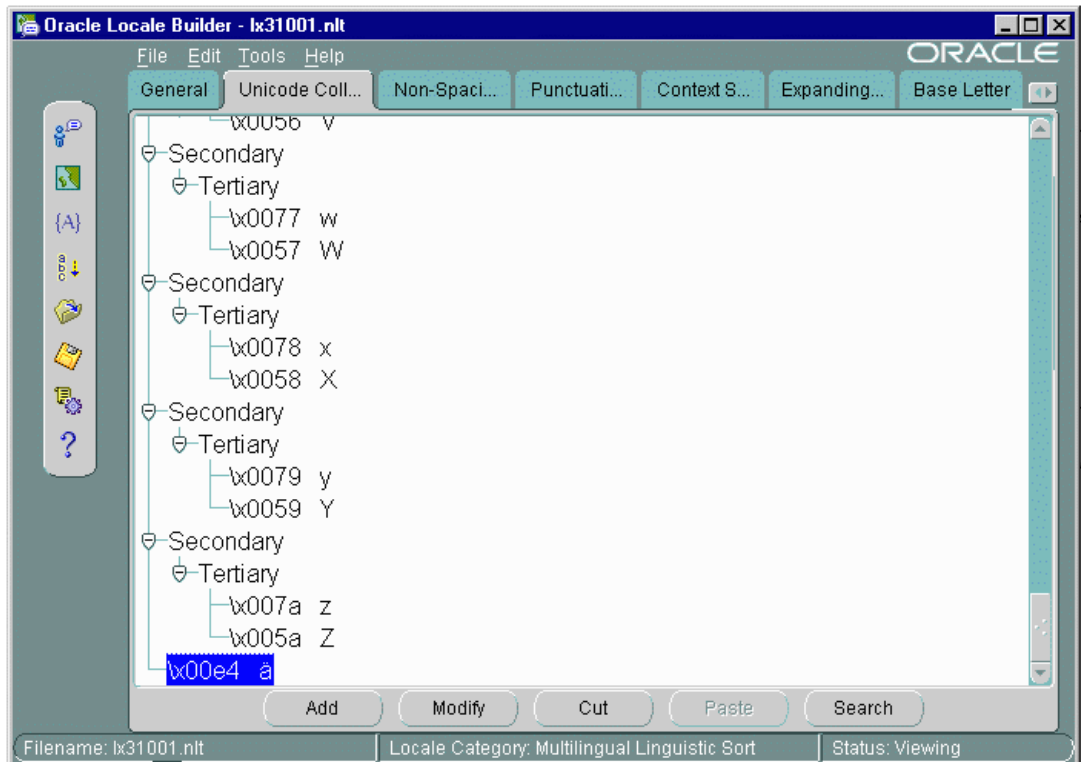 Oracle Locale Builder - lx31001.nlt
File Edit Tools Help ORACLE
General Unicode Coll... Non-Spaci... Punctuati... Context S... Expanding... Base Letter
\x0056 V
Secondary
Tertiary
\x0077 w
\x0057 W
Secondary
Tertiary
\x0078 x
\x0058 X
Secondary
Tertiary
\x0079 y
\x0059 Y
Secondary
Tertiary
\x007a z
\x005a Z
\x00e4 ä
Add Modify Cut Paste Search
Filename: lx31001.nlt Locale Category: Multilingual Linguistic Sort Status: Viewing